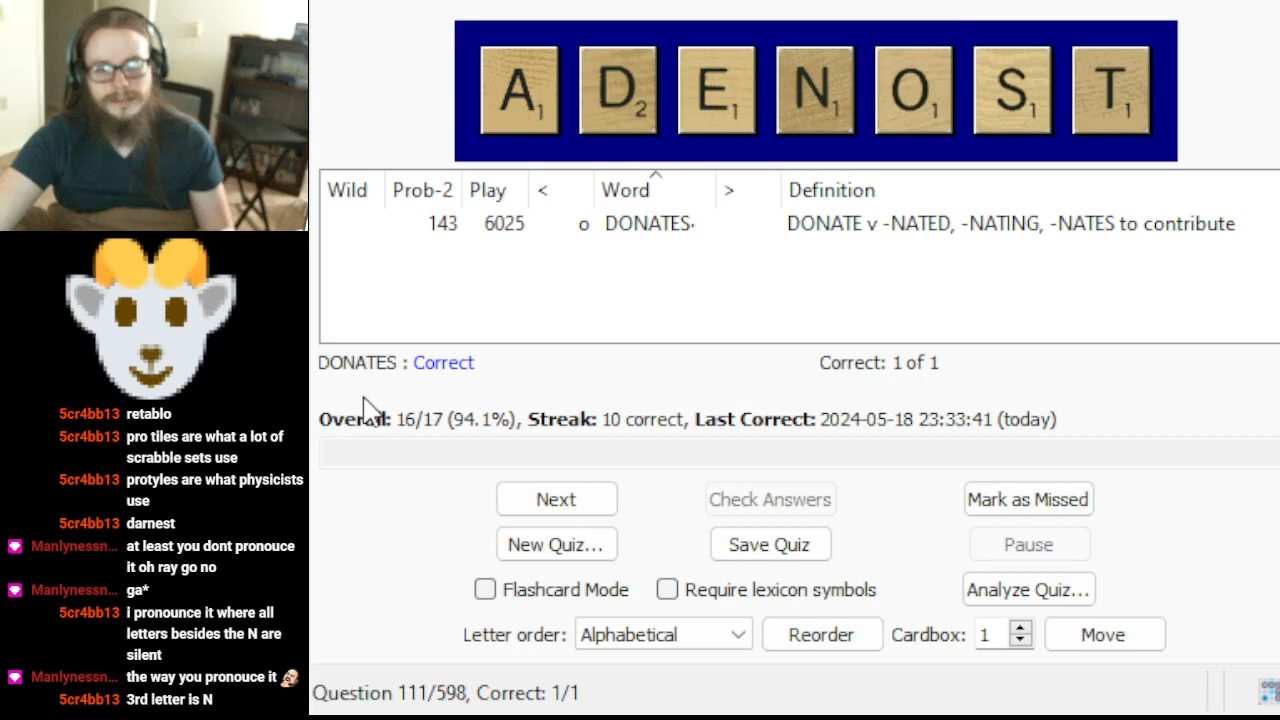 A1 D2 E1 N1 O1 S1 T1
Wild Prob-2 Play < Word > Definition
143 6025 o DONATES· DONATE v -NATED, -NATING, -NATES to contribute
DONATES : Correct Correct: 1 of 1
Overall: 16/17 (94.1%), Streak: 10 correct, Last Correct: 2024-05-18 23:33:41 (today)
Next Check Answers Mark as Missed
New Quiz... Save Quiz Pause
Flashcard Mode Require lexicon symbols Analyze Quiz...
Letter order: Alphabetical Reorder Cardbox: 1 Move
Question 111/598, Correct: 1/1
5cr4bb13 retablo
5cr4bb13 pro tiles are what a lot of
scrabble sets use
5cr4bb13 protyles are what physicists
use
5cr4bb13 darnest
Manlynessn... at least you dont pronouce
it oh ray go no
Manlynessn... ga*
5cr4bb13 i pronounce it where all
letters besides the N are
silent
Manlynessn... the way you pronouce it
5cr4bb13 3rd letter is N